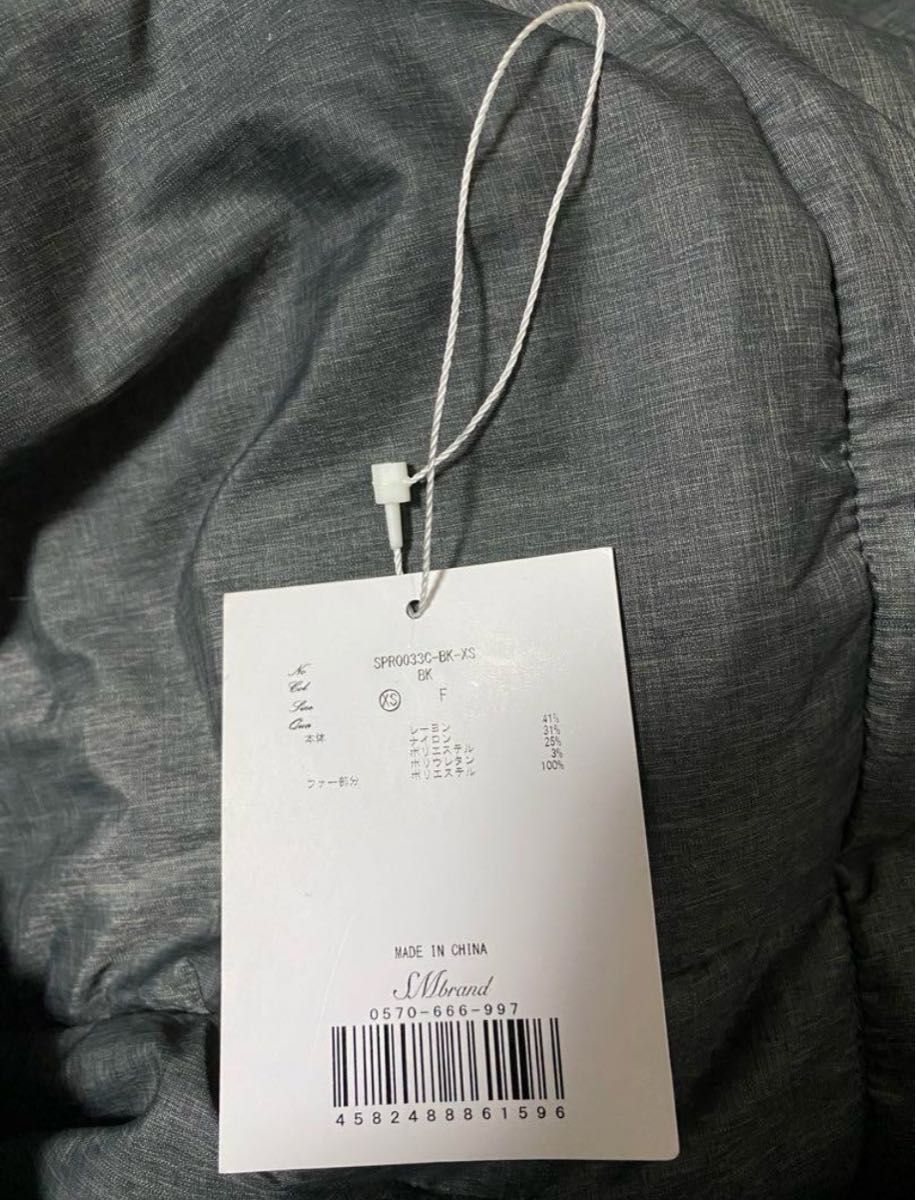 No SPR0033C-BK-XS
Col BK
Size XS F
Qua
本体 レーヨン 41%
ナイロン 31%
ポリエステル 25%
ポリウレタン 3%
ファー部分 ポリエステル 100%
MADE IN CHINA
SMbrand
0570-666-997
4582488861596